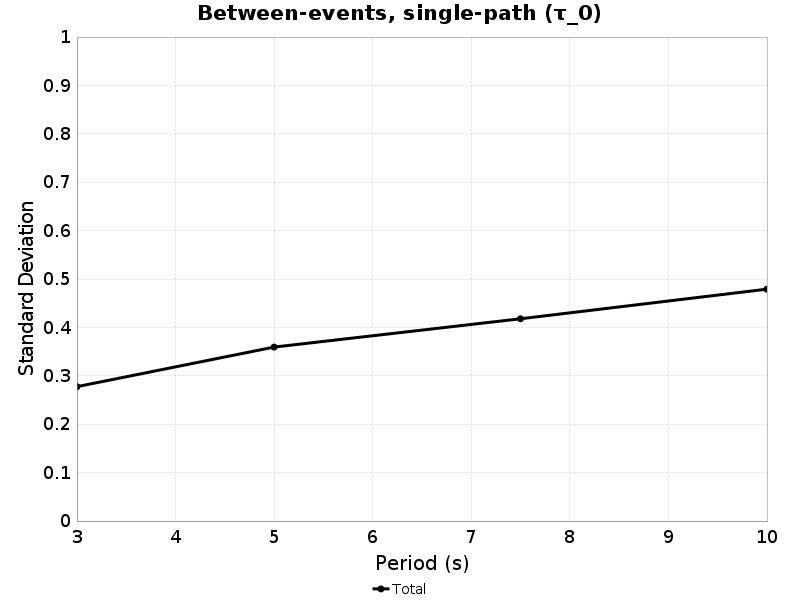 Between-events, single-path (τ_0)
Standard Deviation
1
0.9
0.8
0.7
0.6
0.5
0.4
0.3
0.2
0.1
0
3 4 5 6 7 8 9 10
Period (s)
Total